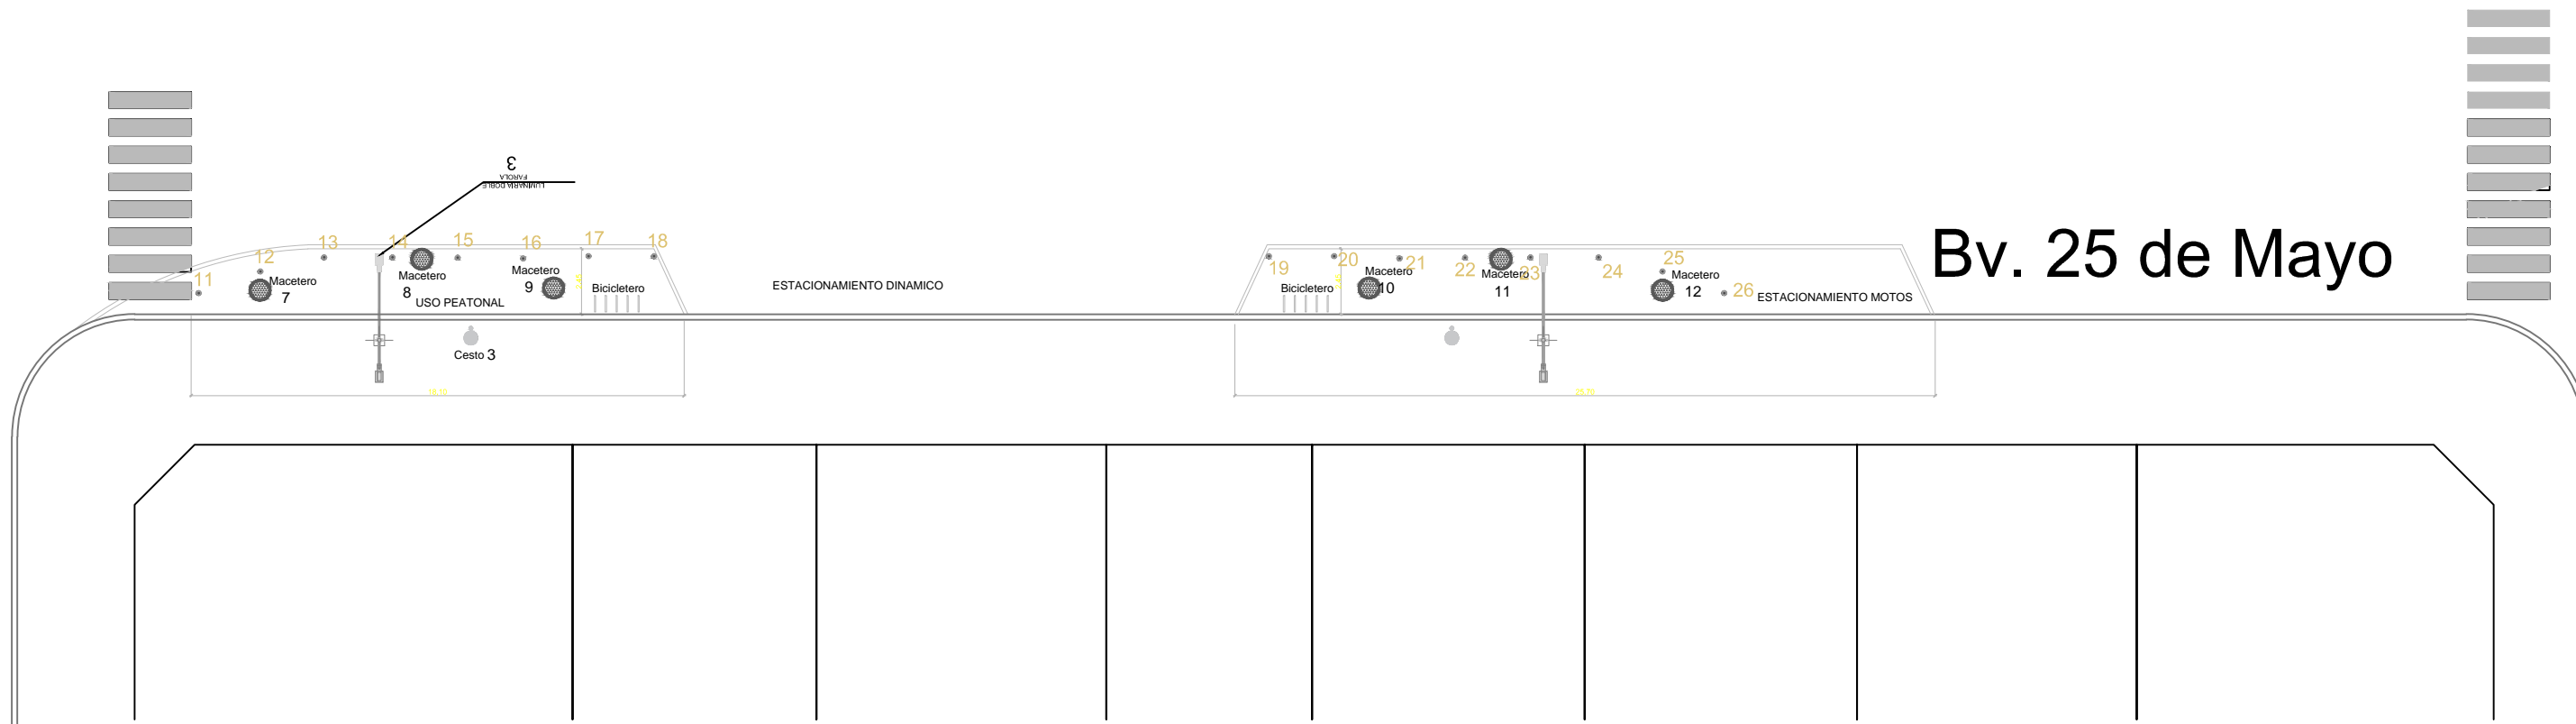 3
FAROLA
LUMINARIA DOBLE
Bv. 25 de Mayo
11
12
13
14
15
16
17
18
19
20
21
22
23
24
25
26
Macetero
7
Macetero
8
Macetero
9
USO PEATONAL
Bicicletero
ESTACIONAMIENTO DINAMICO
Bicicletero
Macetero
10
Macetero
11
Macetero
12
ESTACIONAMIENTO MOTOS
Cesto 3